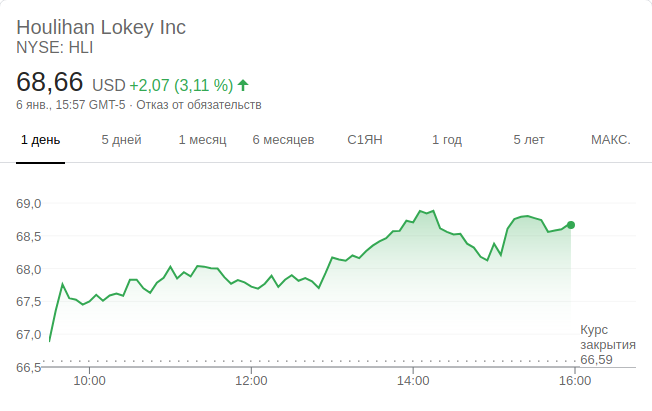 Houlihan Lokey Inc
NYSE: HLI
68,66 USD +2,07 (3,11 %)
6 янв., 15:57 GMT-5 · Отказ от обязательств
1 день 5 дней 1 месяц 6 месяцев С1ЯН 1 год 5 лет МАКС.
69,0
68,5
68,0
67,5
67,0
66,5
Курс
закрытия
66,59
10:00 12:00 14:00 16:00